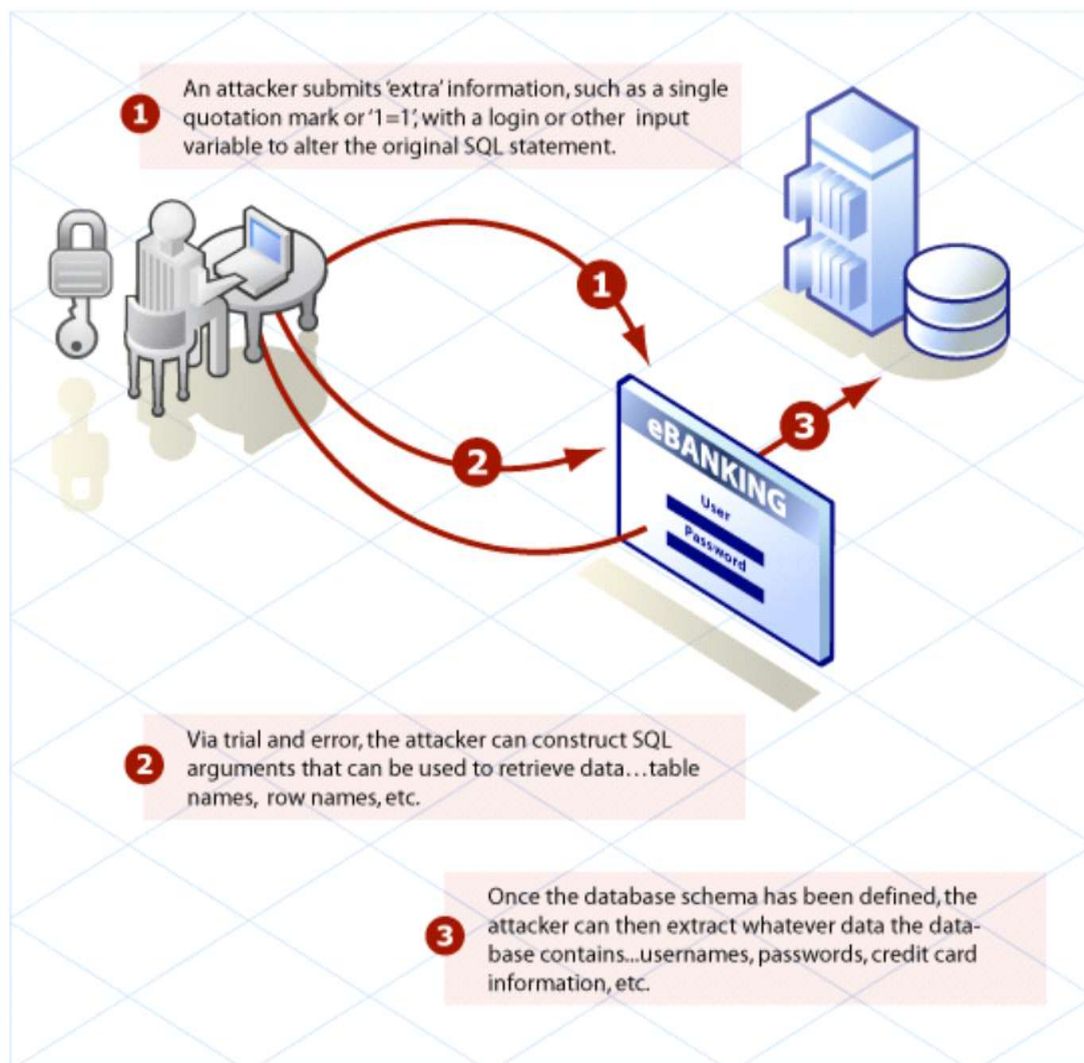 1
An attacker submits ‘extra’ information, such as a single
quotation mark or ‘1=1’, with a login or other input
variable to alter the original SQL statement.
1
2
3
eBANKING
User
Password
2
Via trial and error, the attacker can construct SQL
arguments that can be used to retrieve data...table
names, row names, etc.
3
Once the database schema has been defined, the
attacker can then extract whatever data the data-
base contains...usernames, passwords, credit card
information, etc.